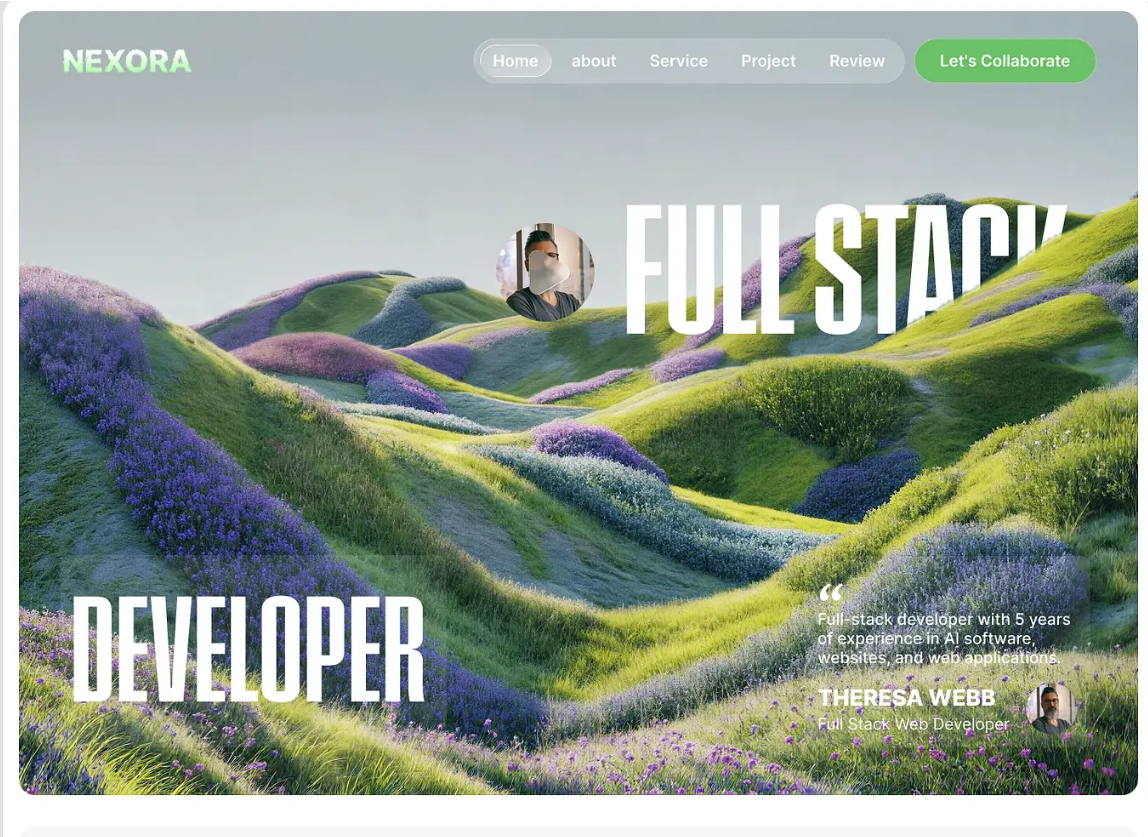 NEXORA
Home about Service Project Review Let's Collaborate
FULL STACK
DEVELOPER
“
Full-stack developer with 5 years
of experience in AI software,
websites, and web applications.
THERESA WEBB
Full Stack Web Developer